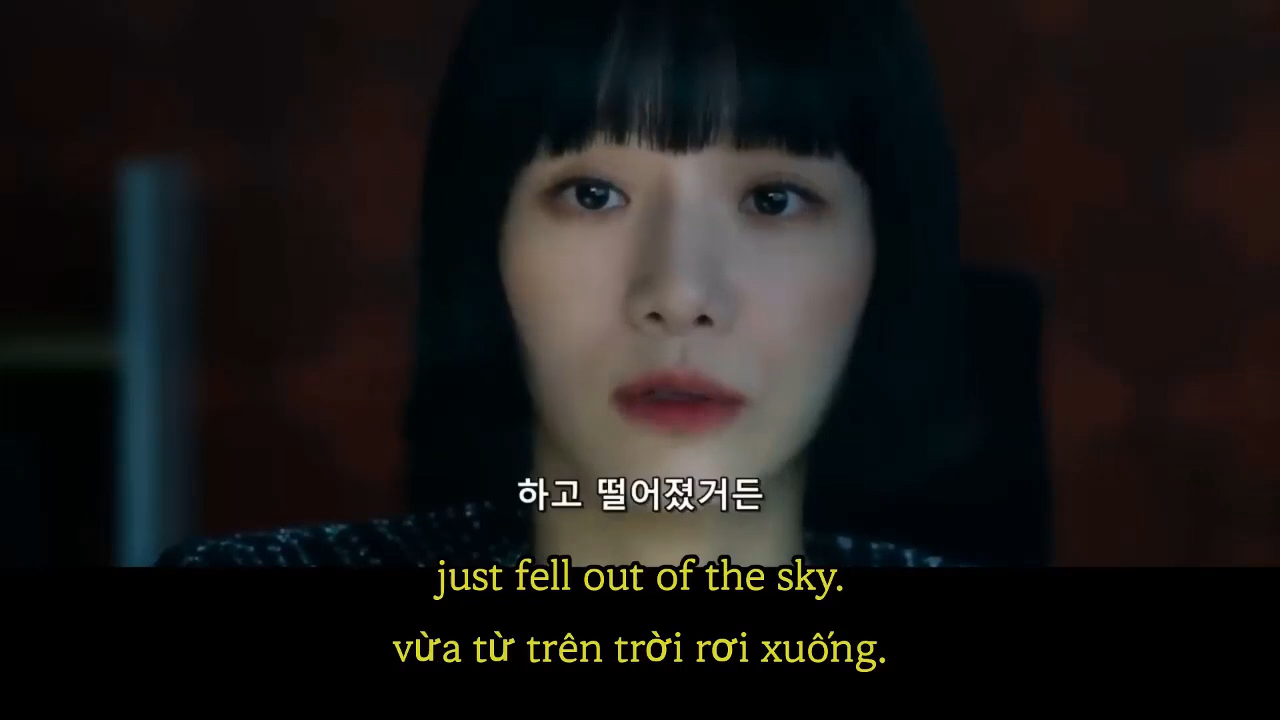 하고 떨어졌거든
just fell out of the sky.
vừa từ trên trời rơi xuống.